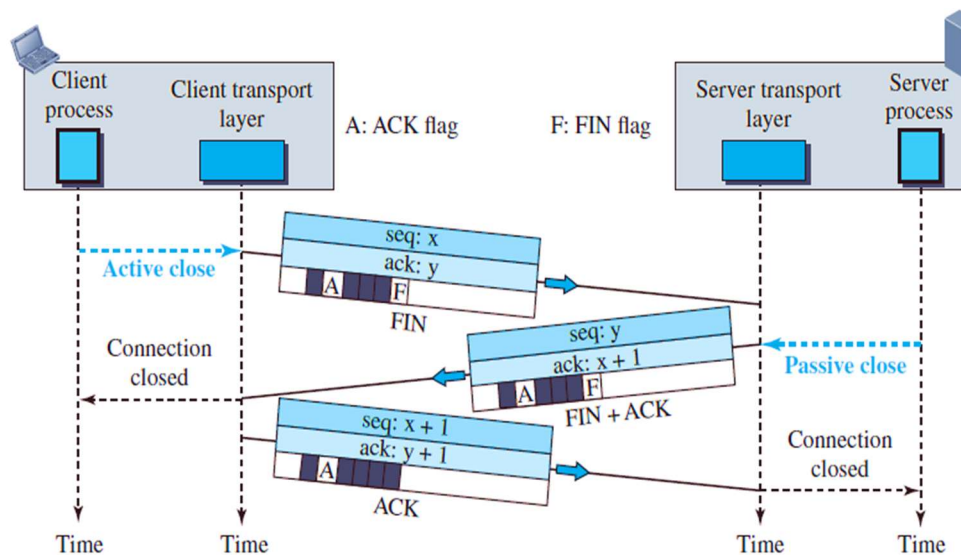 Client
process
Client transport
layer
A: ACK flag
F: FIN flag
Server transport
layer
Server
process
Active close
seq: x
ack: y
A F
FIN
seq: y
ack: x + 1
A F
FIN + ACK
Passive close
Connection
closed
seq: x + 1
ack: y + 1
A
ACK
Connection
closed
Time
Time
Time
Time